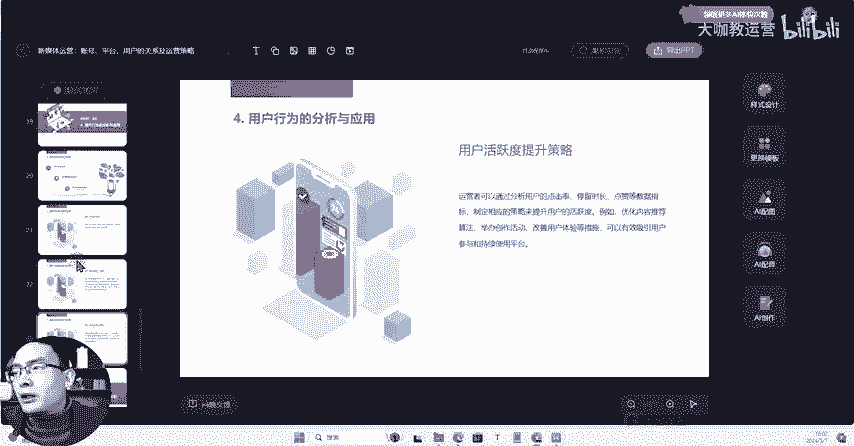 大咖教运营 bilibili
新媒体运营：账号、平台、用户的关系及运营策略
导出PPT
4. 用户行为的分析与应用
用户活跃度提升策略
运营者可以通过分析用户的点击率、停留时长、点赞等数据指
标，制定相应的策略来提升用户的活跃度。例如，优化内容推荐
算法、举办创作活动、改善用户体验等措施，可以有效吸引用户
参与和持续使用平台。
样式设计
更换模板
AI配图
AI配音
AI创作
搜索